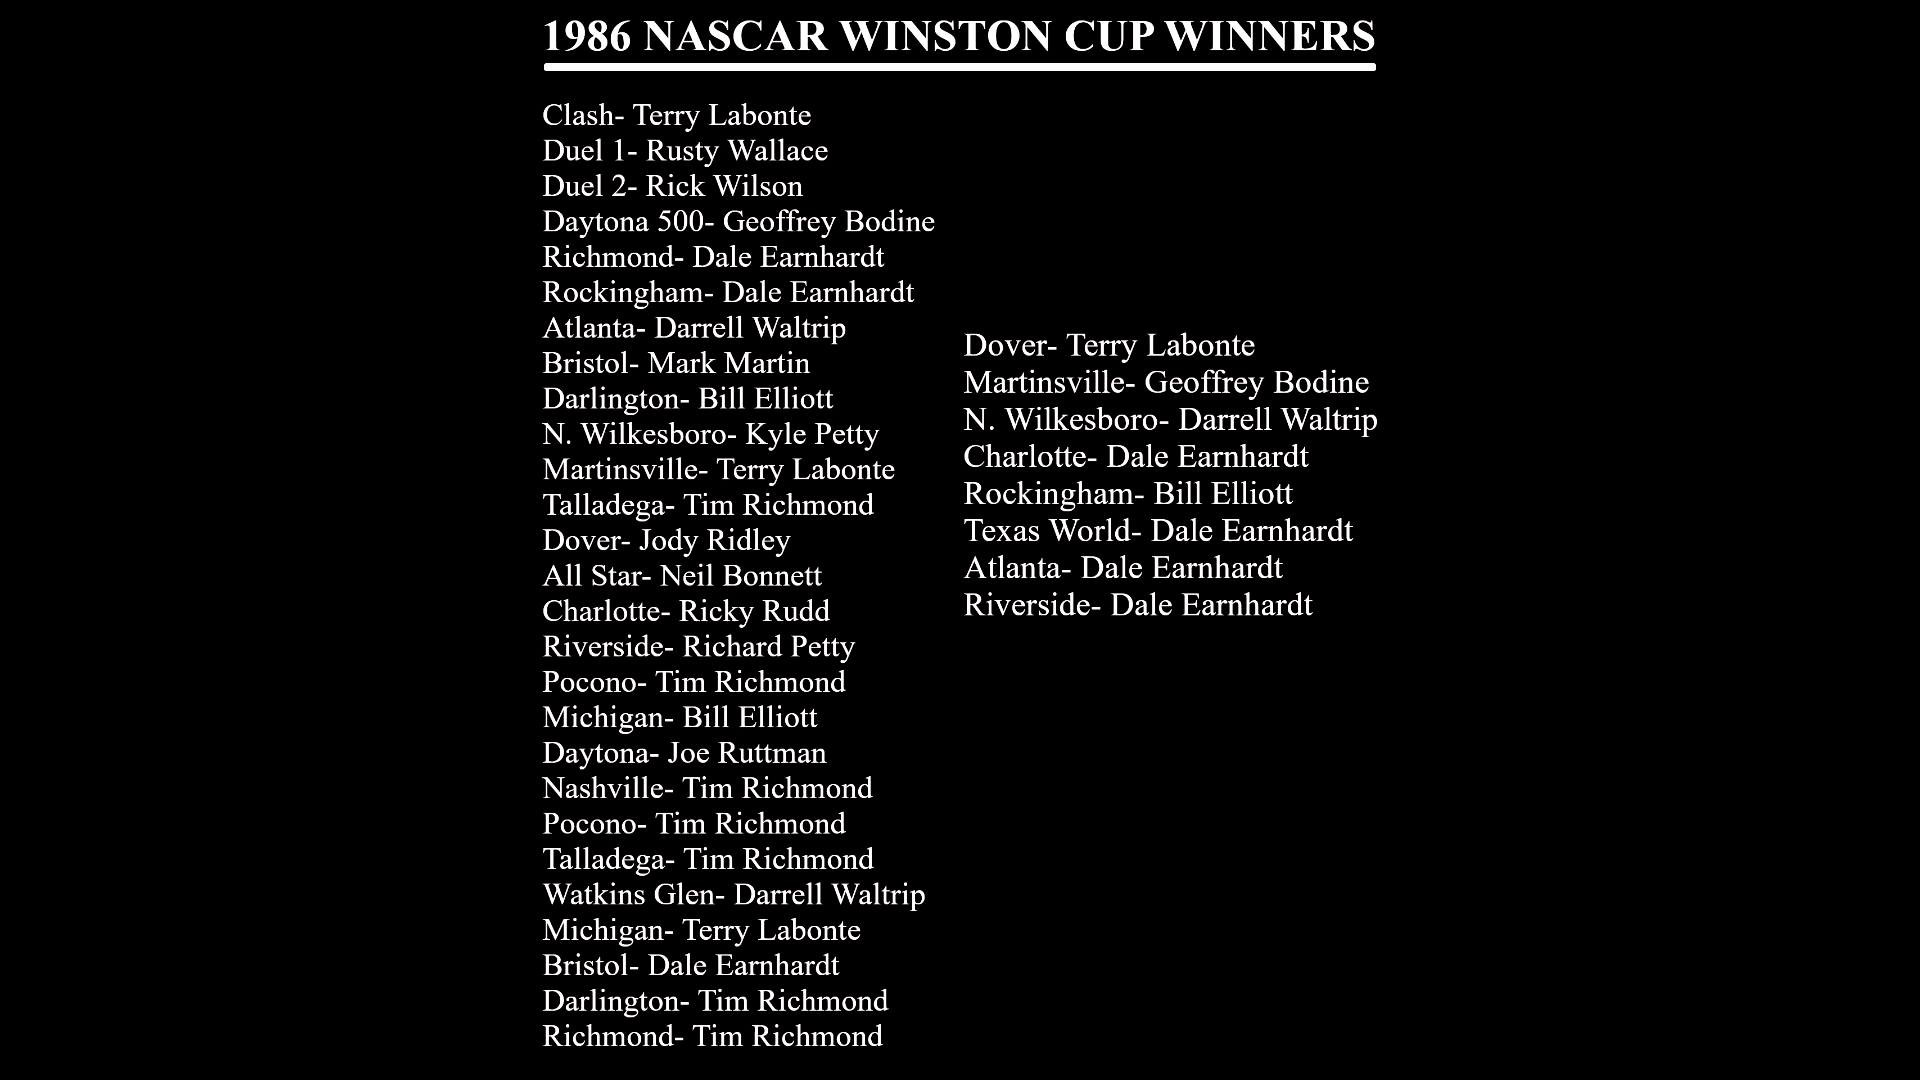 1986 NASCAR WINSTON CUP WINNERS
Clash- Terry Labonte
Duel 1- Rusty Wallace
Duel 2- Rick Wilson
Daytona 500- Geoffrey Bodine
Richmond- Dale Earnhardt
Rockingham- Dale Earnhardt
Atlanta- Darrell Waltrip
Bristol- Mark Martin
Darlington- Bill Elliott
N. Wilkesboro- Kyle Petty
Martinsville- Terry Labonte
Talladega- Tim Richmond
Dover- Jody Ridley
All Star- Neil Bonnett
Charlotte- Ricky Rudd
Riverside- Richard Petty
Pocono- Tim Richmond
Michigan- Bill Elliott
Daytona- Joe Ruttman
Nashville- Tim Richmond
Pocono- Tim Richmond
Talladega- Tim Richmond
Watkins Glen- Darrell Waltrip
Michigan- Terry Labonte
Bristol- Dale Earnhardt
Darlington- Tim Richmond
Richmond- Tim Richmond
Dover- Terry Labonte
Martinsville- Geoffrey Bodine
N. Wilkesboro- Darrell Waltrip
Charlotte- Dale Earnhardt
Rockingham- Bill Elliott
Texas World- Dale Earnhardt
Atlanta- Dale Earnhardt
Riverside- Dale Earnhardt